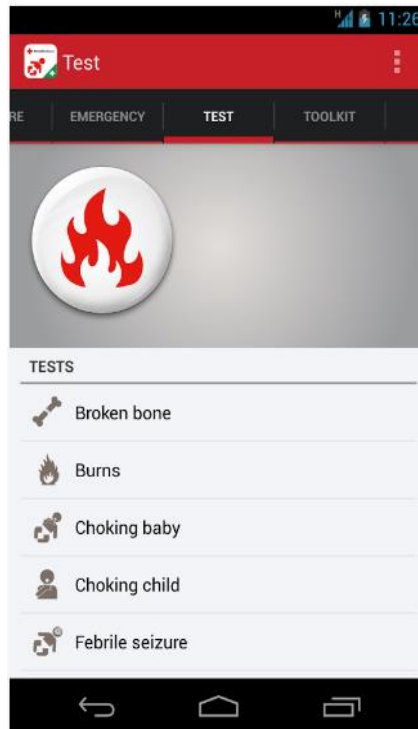 H 11:26
Test
RE EMERGENCY TEST TOOLKIT
TESTS
Broken bone
Burns
Choking baby
Choking child
Febrile seizure